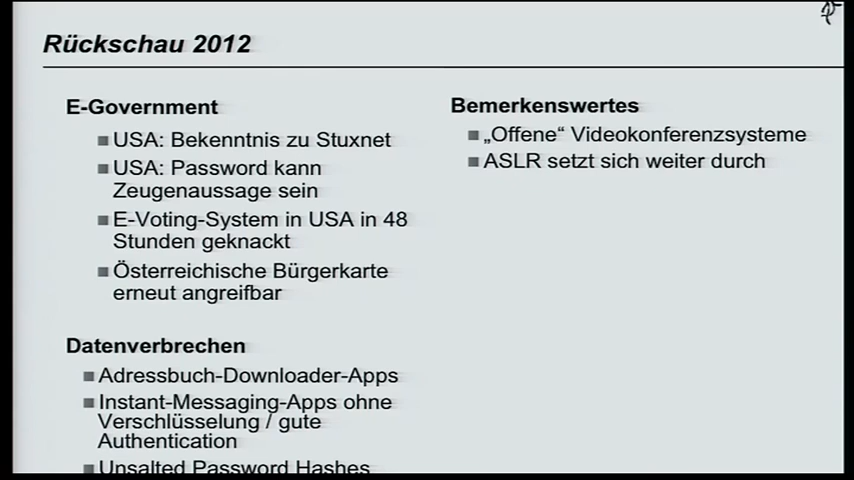 Rückschau 2012
E-Government
USA: Bekenntnis zu Stuxnet
USA: Password kann
Zeugenaussage sein
E-Voting-System in USA in 48
Stunden geknackt
Österreichische Bürgerkarte
erneut angreifbar
Datenverbrechen
Adressbuch-Downloader-Apps
Instant-Messaging-Apps ohne
Verschlüsselung / gute
Authentication
Unsalted Password Hashes
Bemerkenswertes
„Offene“ Videokonferenzsysteme
ASLR setzt sich weiter durch